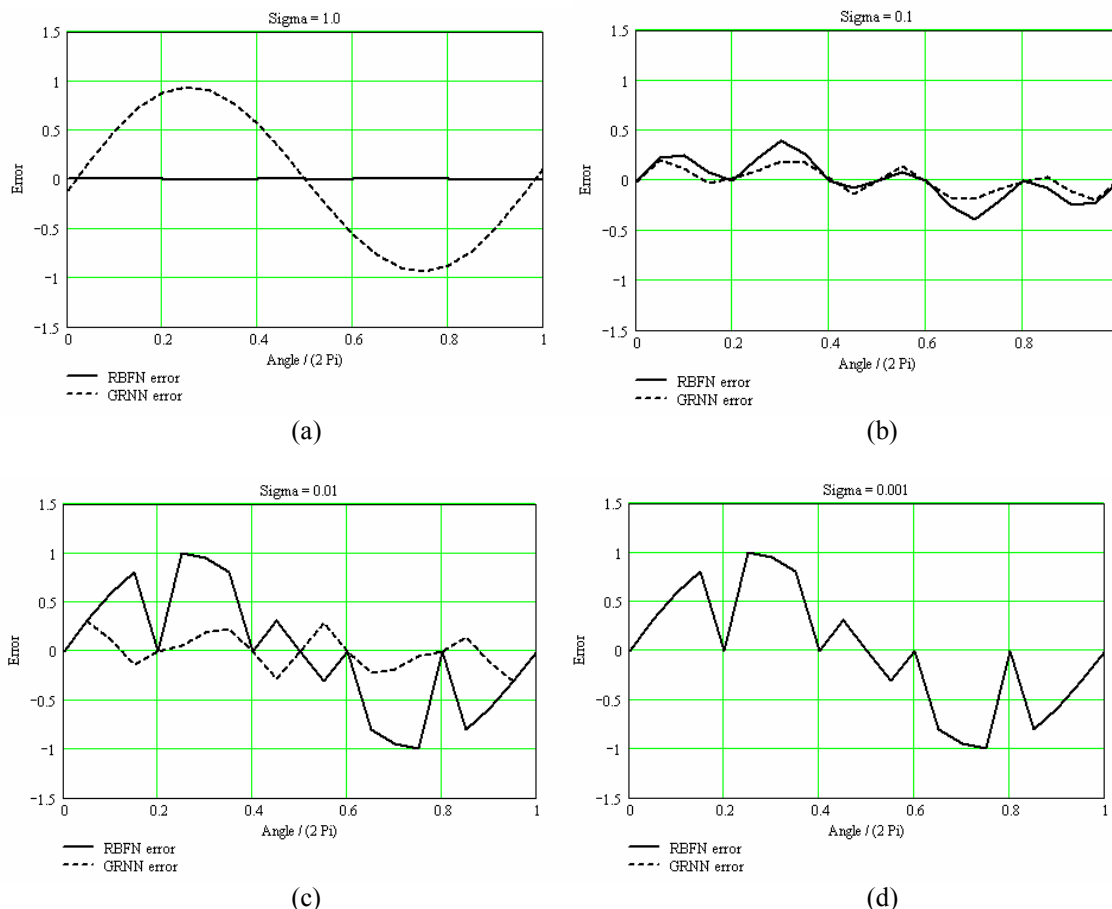 Sigma = 1.0
1.5
1
0.5
0
−0.5
−1
−1.5
Error
0 0.2 0.4 0.6 0.8 1
Angle / (2 Pi)
RBFN error
GRNN error
(a)
Sigma = 0.1
1.5
1
0.5
0
−0.5
−1
−1.5
Error
0 0.2 0.4 0.6 0.8
Angle / (2 Pi)
RBFN error
GRNN error
(b)
Sigma = 0.01
1.5
1
0.5
0
−0.5
−1
−1.5
Error
0 0.2 0.4 0.6 0.8 1
Angle / (2 Pi)
RBFN error
GRNN error
(c)
Sigma = 0.001
1.5
1
0.5
0
−0.5
−1
−1.5
Error
0 0.2 0.4 0.6 0.8 1
Angle / (2 Pi)
RBFN error
GRNN error
(d)